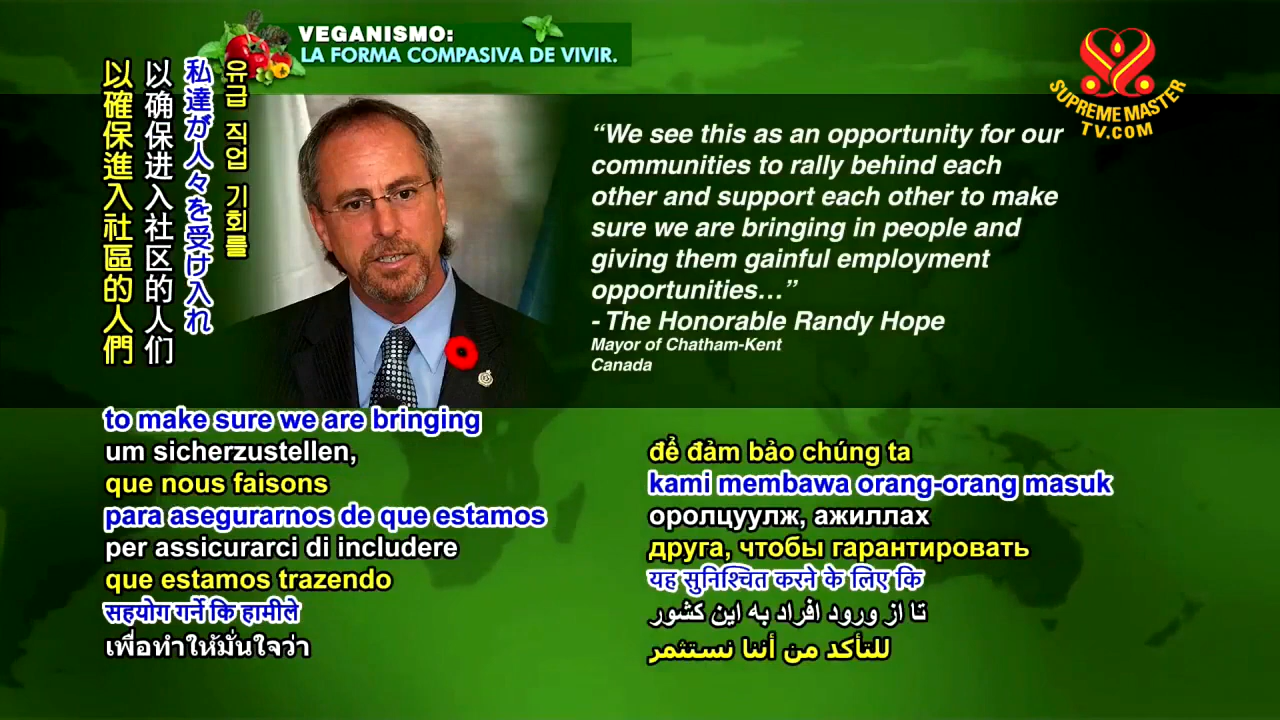 VEGANISMO:
LA FORMA COMPASIVA DE VIVIR.
SUPREME MASTER
TV.COM
以確保進入社區的人們
以确保进入社区的人们
私達が人々を受け入れ
유급 직업 기회를
“We see this as an opportunity for our
communities to rally behind each
other and support each other to make
sure we are bringing in people and
giving them gainful employment
opportunities…”
- The Honorable Randy Hope
Mayor of Chatham-Kent
Canada
to make sure we are bringing
um sicherzustellen,
que nous faisons
para asegurarnos de que estamos
per assicurarci di includere
que estamos trazendo
सहयोग गर्ने कि हामीले
เพื่อทำให้มั่นใจว่า
để đảm bảo chúng ta
kami membawa orang-orang masuk
оролцуулж, ажиллах
друга, чтобы гарантировать
यह सुनिश्चित करने के लिए कि
تا از ورود افراد به این کشور
للتأكد من أننا نستثمر